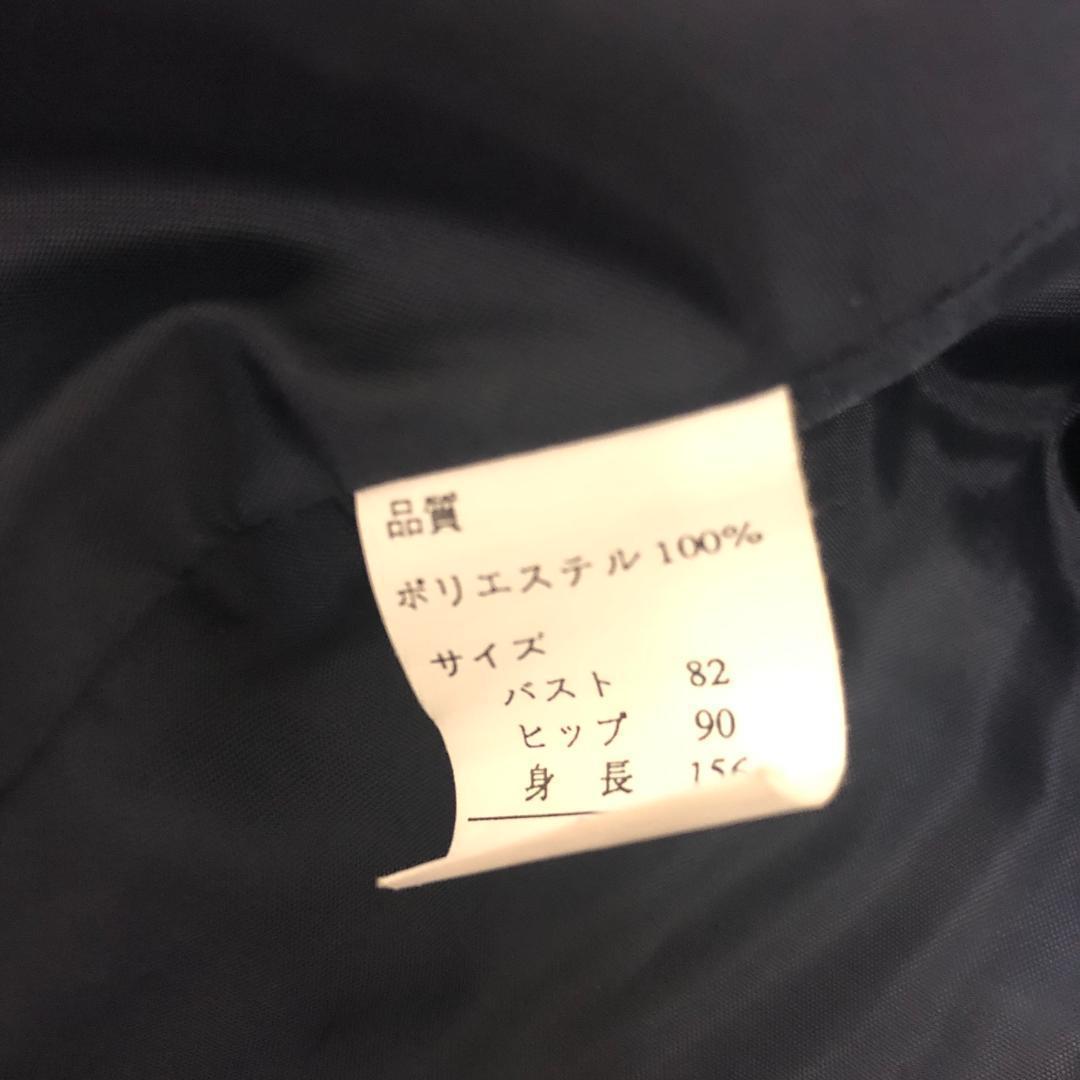 品質
ポリエステル 100%
サイズ
バスト 82
ヒップ 90
身 長